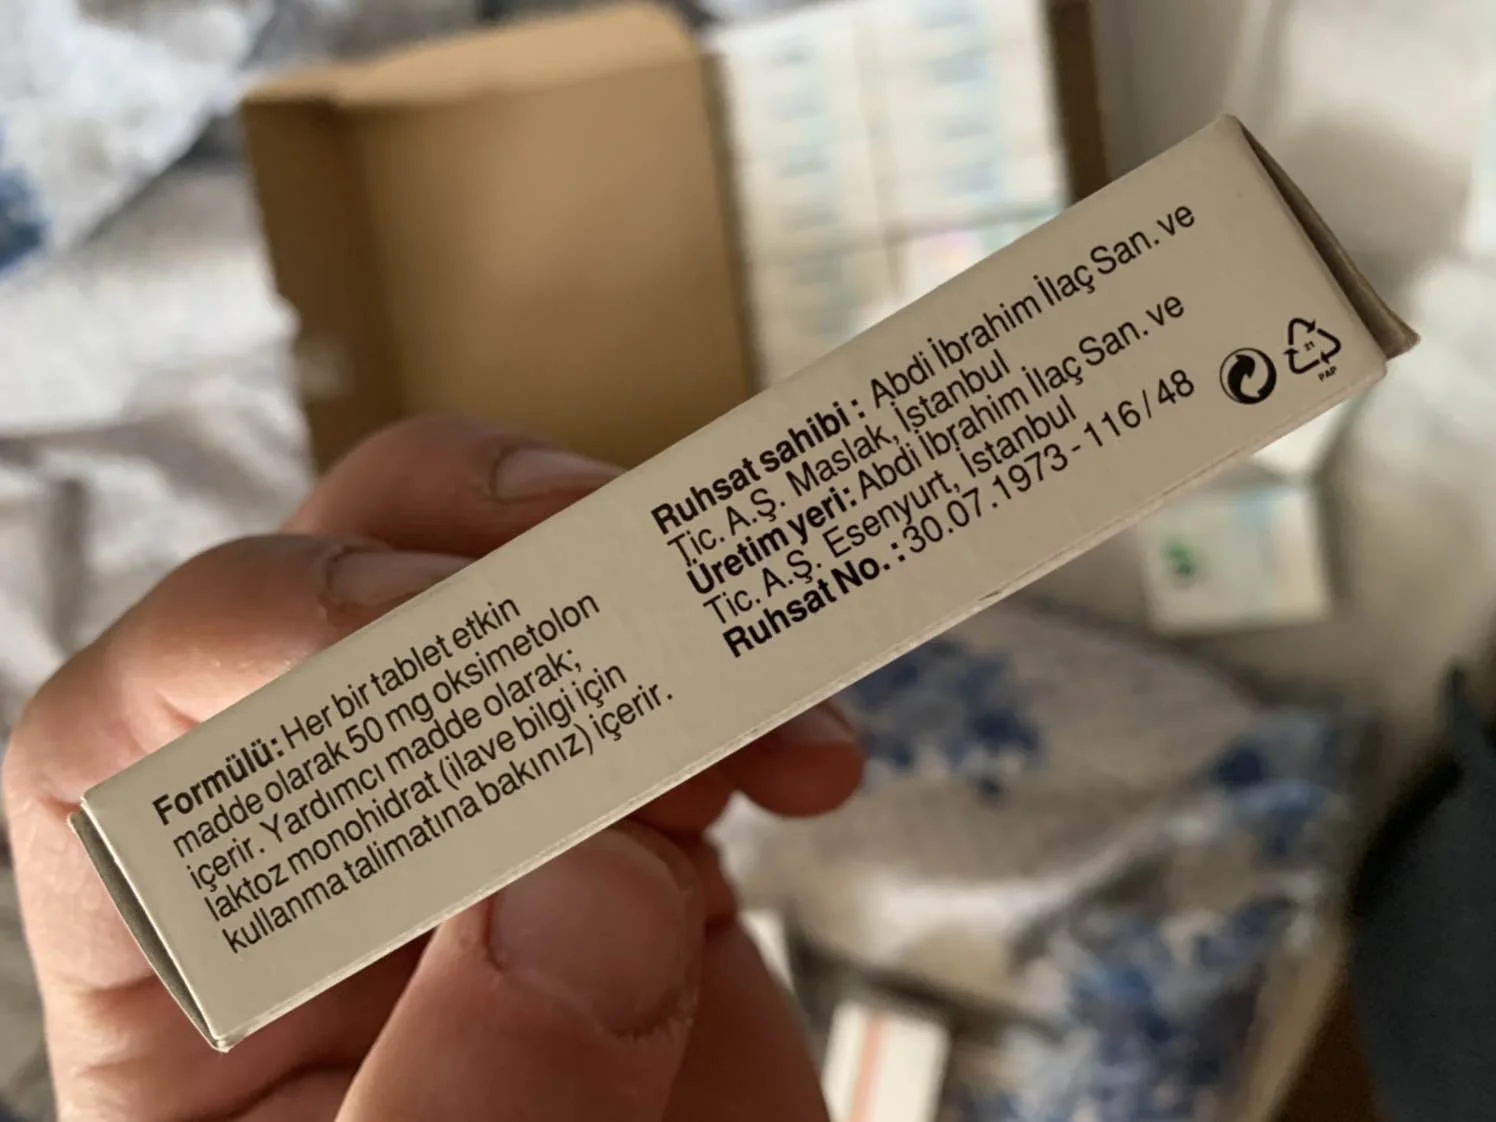 Formülü: Her bir tablet etkin
madde olarak 50 mg oksimetolon
içerir. Yardımcı madde olarak;
laktoz monohidrat (ilave bilgi için
kullanma talimatına bakınız) içerir.
Ruhsat sahibi : Abdi İbrahim İlaç San. ve
Tic. A.Ş. Maslak, İstanbul
Üretim yeri: Abdi İbrahim İlaç San. ve
Tic. A.Ş. Esenyurt, İstanbul
Ruhsat No. : 30.07.1973 - 116 / 48
21
PAP